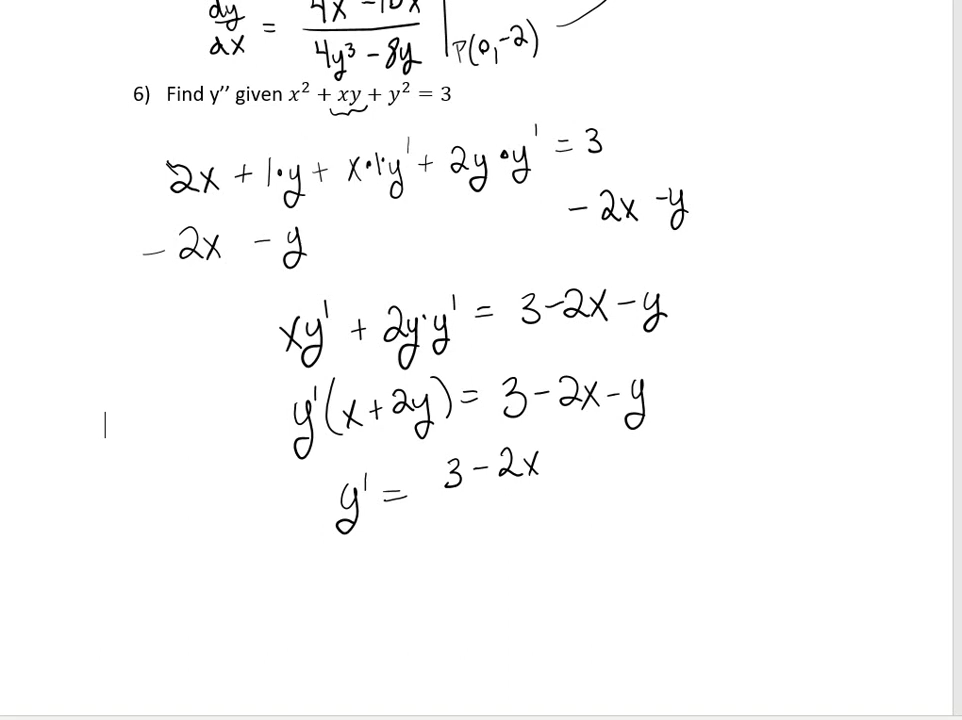 dy/dx = (4x - 10x)/(4y³ - 8y) | P(0,-2)
6) Find y″ given x² + xy + y² = 3
2x + 1·y + x·1·y' + 2y·y' = 3
- 2x - y
- 2x - y
xy' + 2y·y' = 3-2x-y
y'(x+2y) = 3-2x-y
y' = 3-2x